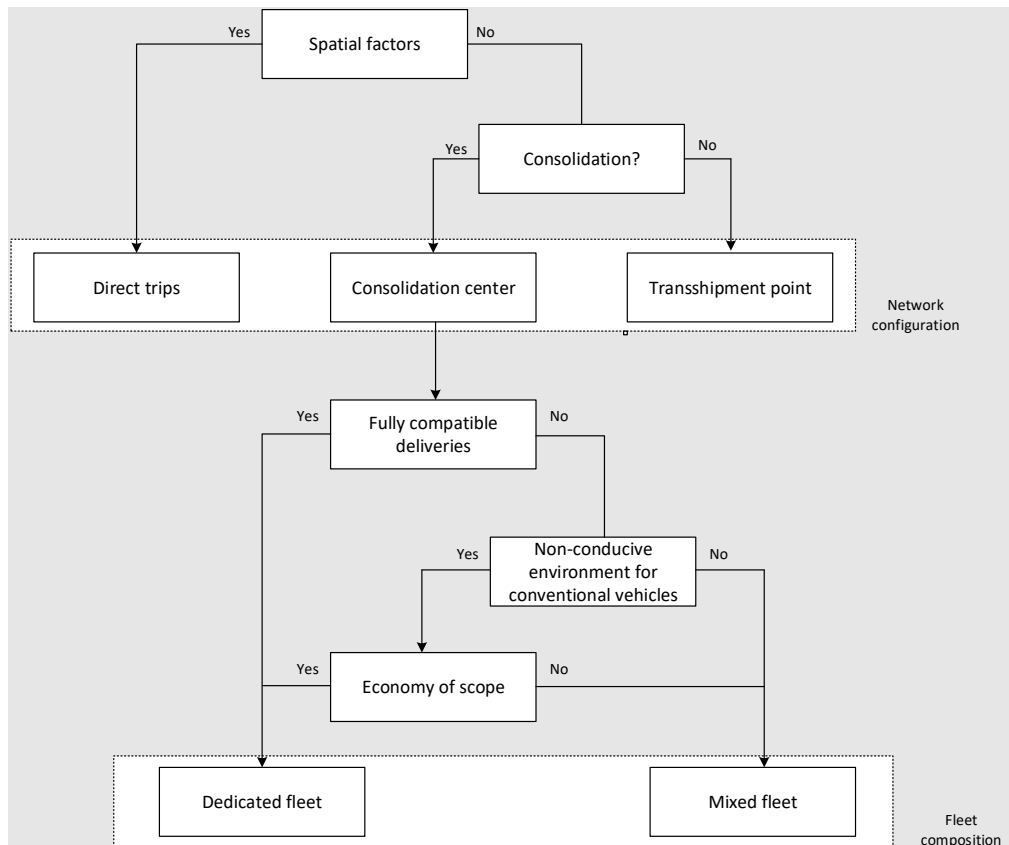 Yes
Spatial factors
No
Yes
Consolidation?
No
Direct trips
Consolidation center
Transshipment point
Network
configuration
Yes
Fully compatible
deliveries
No
Yes
Non-conducive
environment for
conventional vehicles
No
Yes
Economy of scope
No
Dedicated fleet
Mixed fleet
Fleet
composition